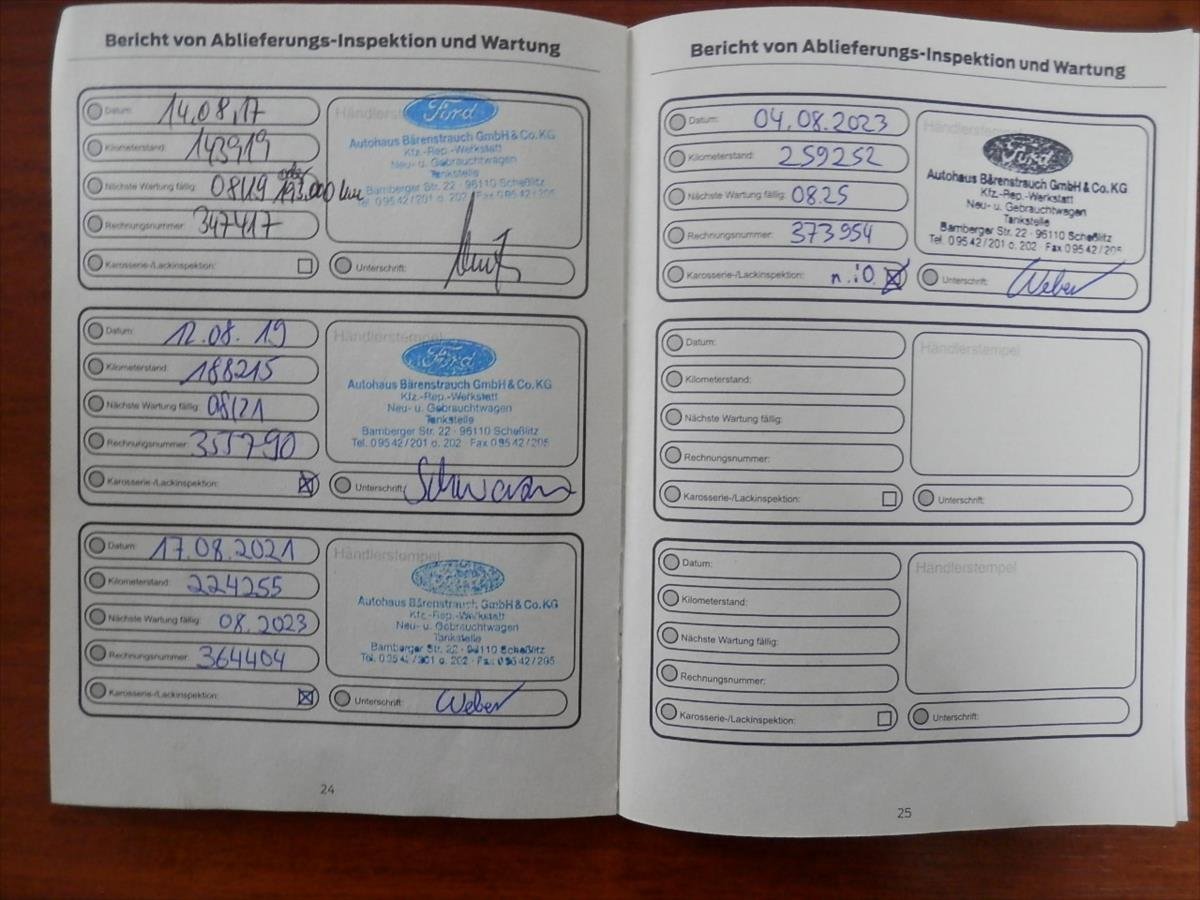 Bericht von Ablieferungs-Inspektion und Wartung
Datum: 14.08.17
Kilometerstand: 143919
Nächste Wartung fällig: 08/19 oder 193.000 km
Rechnungsnummer: 347417
Karosserie-/Lackinspektion:
Ford
Autohaus Bärenstrauch GmbH & Co. KG
Kfz.-Rep.-Werkstatt
Neu- u. Gebrauchtwagen
Tankstelle
Bamberger Str. 22 · 96110 Scheßlitz
Tel. 09542/201 o. 202 · Fax 09542/205
Unterschrift:
Datum: 12.08.19
Kilometerstand: 188215
Nächste Wartung fällig: 08/21
Rechnungsnummer: 355790
Karosserie-/Lackinspektion:
Händlerstempel
Ford
Autohaus Bärenstrauch GmbH & Co. KG
Kfz.-Rep.-Werkstatt
Neu- u. Gebrauchtwagen
Tankstelle
Bamberger Str. 22 · 96110 Scheßlitz
Tel. 09542/201 o. 202 · Fax 09542/205
Unterschrift:
Datum: 17.08.2021
Kilometerstand: 224255
Nächste Wartung fällig: 08.2023
Rechnungsnummer: 364404
Karosserie-/Lackinspektion:
Händlerstempel
Autohaus Bärenstrauch GmbH & Co. KG
Kfz.-Rep.-Werkstatt
Neu- u. Gebrauchtwagen
Tankstelle
Bamberger Str. 22 · 96110 Scheßlitz
Tel. 09542/201 o. 202 · Fax 09542/205
Unterschrift: Weber
24
Bericht von Ablieferungs-Inspektion und Wartung
Datum: 04.08.2023
Kilometerstand: 259252
Nächste Wartung fällig: 08.25
Rechnungsnummer: 373954
Karosserie-/Lackinspektion: n.i.O.
Händlerstempel
Ford
Autohaus Bärenstrauch GmbH & Co. KG
Kfz.-Rep.-Werkstatt
Neu- u. Gebrauchtwagen
Tankstelle
Bamberger Str. 22 · 96110 Scheßlitz
Tel. 09542/201 o. 202 · Fax 09542/205
Unterschrift: Weber
Datum:
Kilometerstand:
Nächste Wartung fällig:
Rechnungsnummer:
Karosserie-/Lackinspektion:
Händlerstempel
Unterschrift:
Datum:
Kilometerstand:
Nächste Wartung fällig:
Rechnungsnummer:
Karosserie-/Lackinspektion:
Händlerstempel
Unterschrift:
25